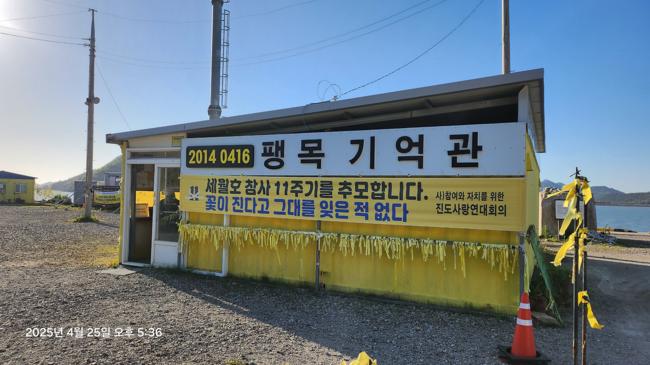 2014 0416 팽목 기억관
세월호 참사 11주기를 추모합니다.
꽃이 진다고 그대를 잊은 적 없다
사)참여와 자치를 위한
진도사랑연대회의
2025년 4월 25일 오후 5:36